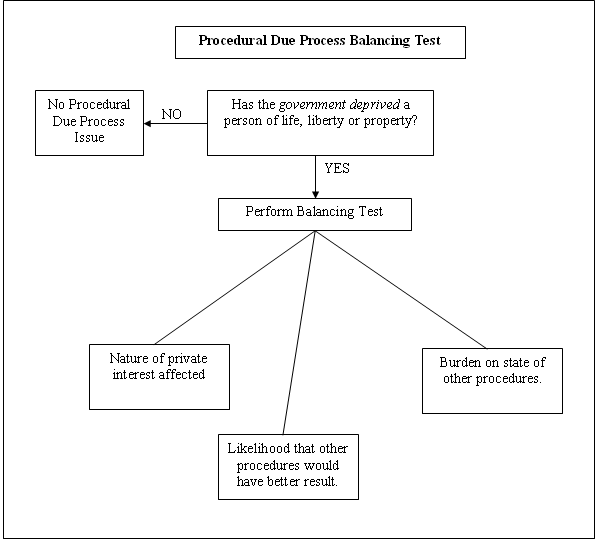 Procedural Due Process Balancing Test
No Procedural
Due Process
Issue
NO
Has the government deprived a
person of life, liberty or property?
YES
Perform Balancing Test
Nature of private
interest affected
Burden on state of
other procedures.
Likelihood that other
procedures would
have better result.